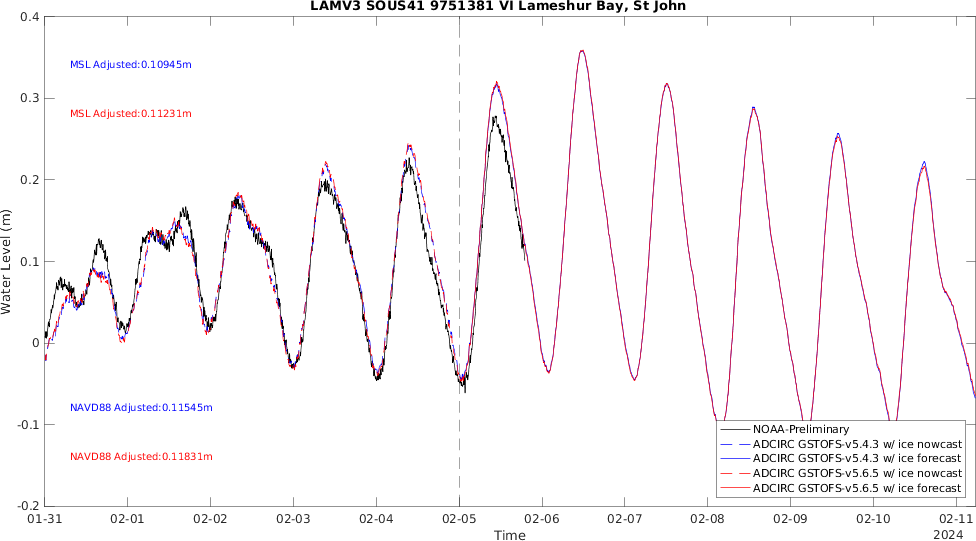 LAMV3 SOUS41 9751381 VI Lameshur Bay, St John
0.4
0.3
0.2
0.1
0
-0.1
-0.2
Water Level (m)
MSL Adjusted:0.10945m
MSL Adjusted:0.11231m
NAVD88 Adjusted:0.11545m
NAVD88 Adjusted:0.11831m
NOAA-Preliminary
ADCIRC GSTOFS-v5.4.3 w/ ice nowcast
ADCIRC GSTOFS-v5.4.3 w/ ice forecast
ADCIRC GSTOFS-v5.6.5 w/ ice nowcast
ADCIRC GSTOFS-v5.6.5 w/ ice forecast
01-31 02-01 02-02 02-03 02-04 02-05 02-06 02-07 02-08 02-09 02-10 02-11
Time
2024